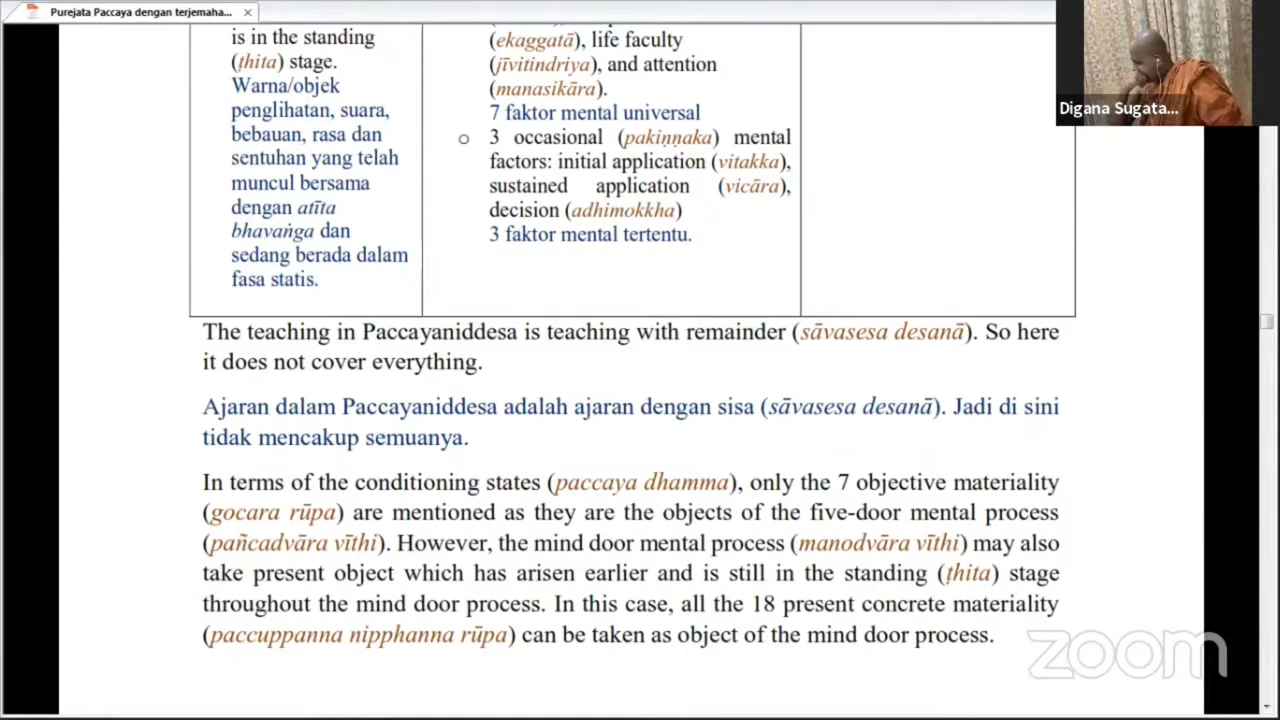 Purejata Paccaya dengan terjemaha...
is in the standing
(ṭhita) stage.
Warna/objek
penglihatan, suara,
bebauan, rasa dan
sentuhan yang telah
muncul bersama
dengan atīta
bhavaṅga dan
sedang berada dalam
fasa statis.
(ekaggatā), life faculty
(jīvitindriya), and attention
(manasikāra).
7 faktor mental universal
o 3 occasional (pakiṇṇaka) mental
factors: initial application (vitakka),
sustained application (vicāra),
decision (adhimokkha)
3 faktor mental tertentu.
The teaching in Paccayaniddesa is teaching with remainder (sāvasesa desanā). So here
it does not cover everything.
Ajaran dalam Paccayaniddesa adalah ajaran dengan sisa (sāvasesa desanā). Jadi di sini
tidak mencakup semuanya.
In terms of the conditioning states (paccaya dhamma), only the 7 objective materiality
(gocara rūpa) are mentioned as they are the objects of the five-door mental process
(pañcadvāra vīthi). However, the mind door mental process (manodvāra vīthi) may also
take present object which has arisen earlier and is still in the standing (ṭhita) stage
throughout the mind door process. In this case, all the 18 present concrete materiality
(paccuppanna nipphanna rūpa) can be taken as object of the mind door process.
Digana Sugata...
zoom